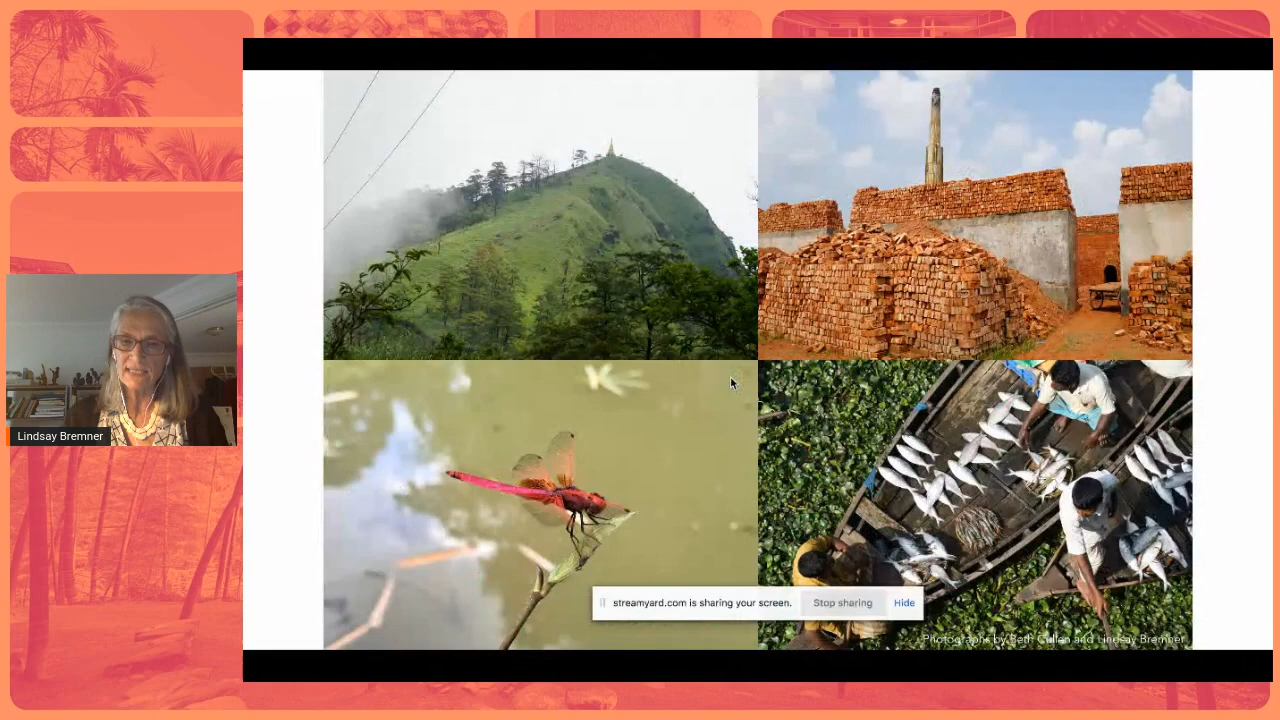 Lindsay Bremner
streamyard.com is sharing your screen.
Stop sharing
Hide
Photographs by Beth Cullen and Lindsay Bremner